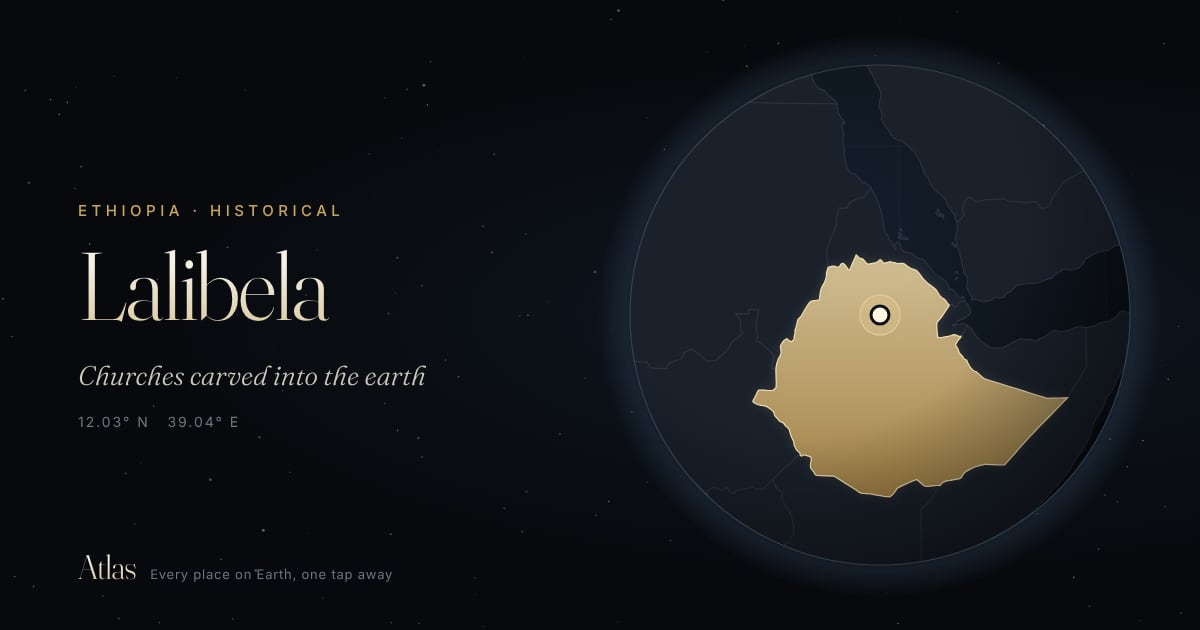 ETHIOPIA · HISTORICAL
Lalibela
Churches carved into the earth
12.03° N 39.04° E
Atlas Every place on Earth, one tap away